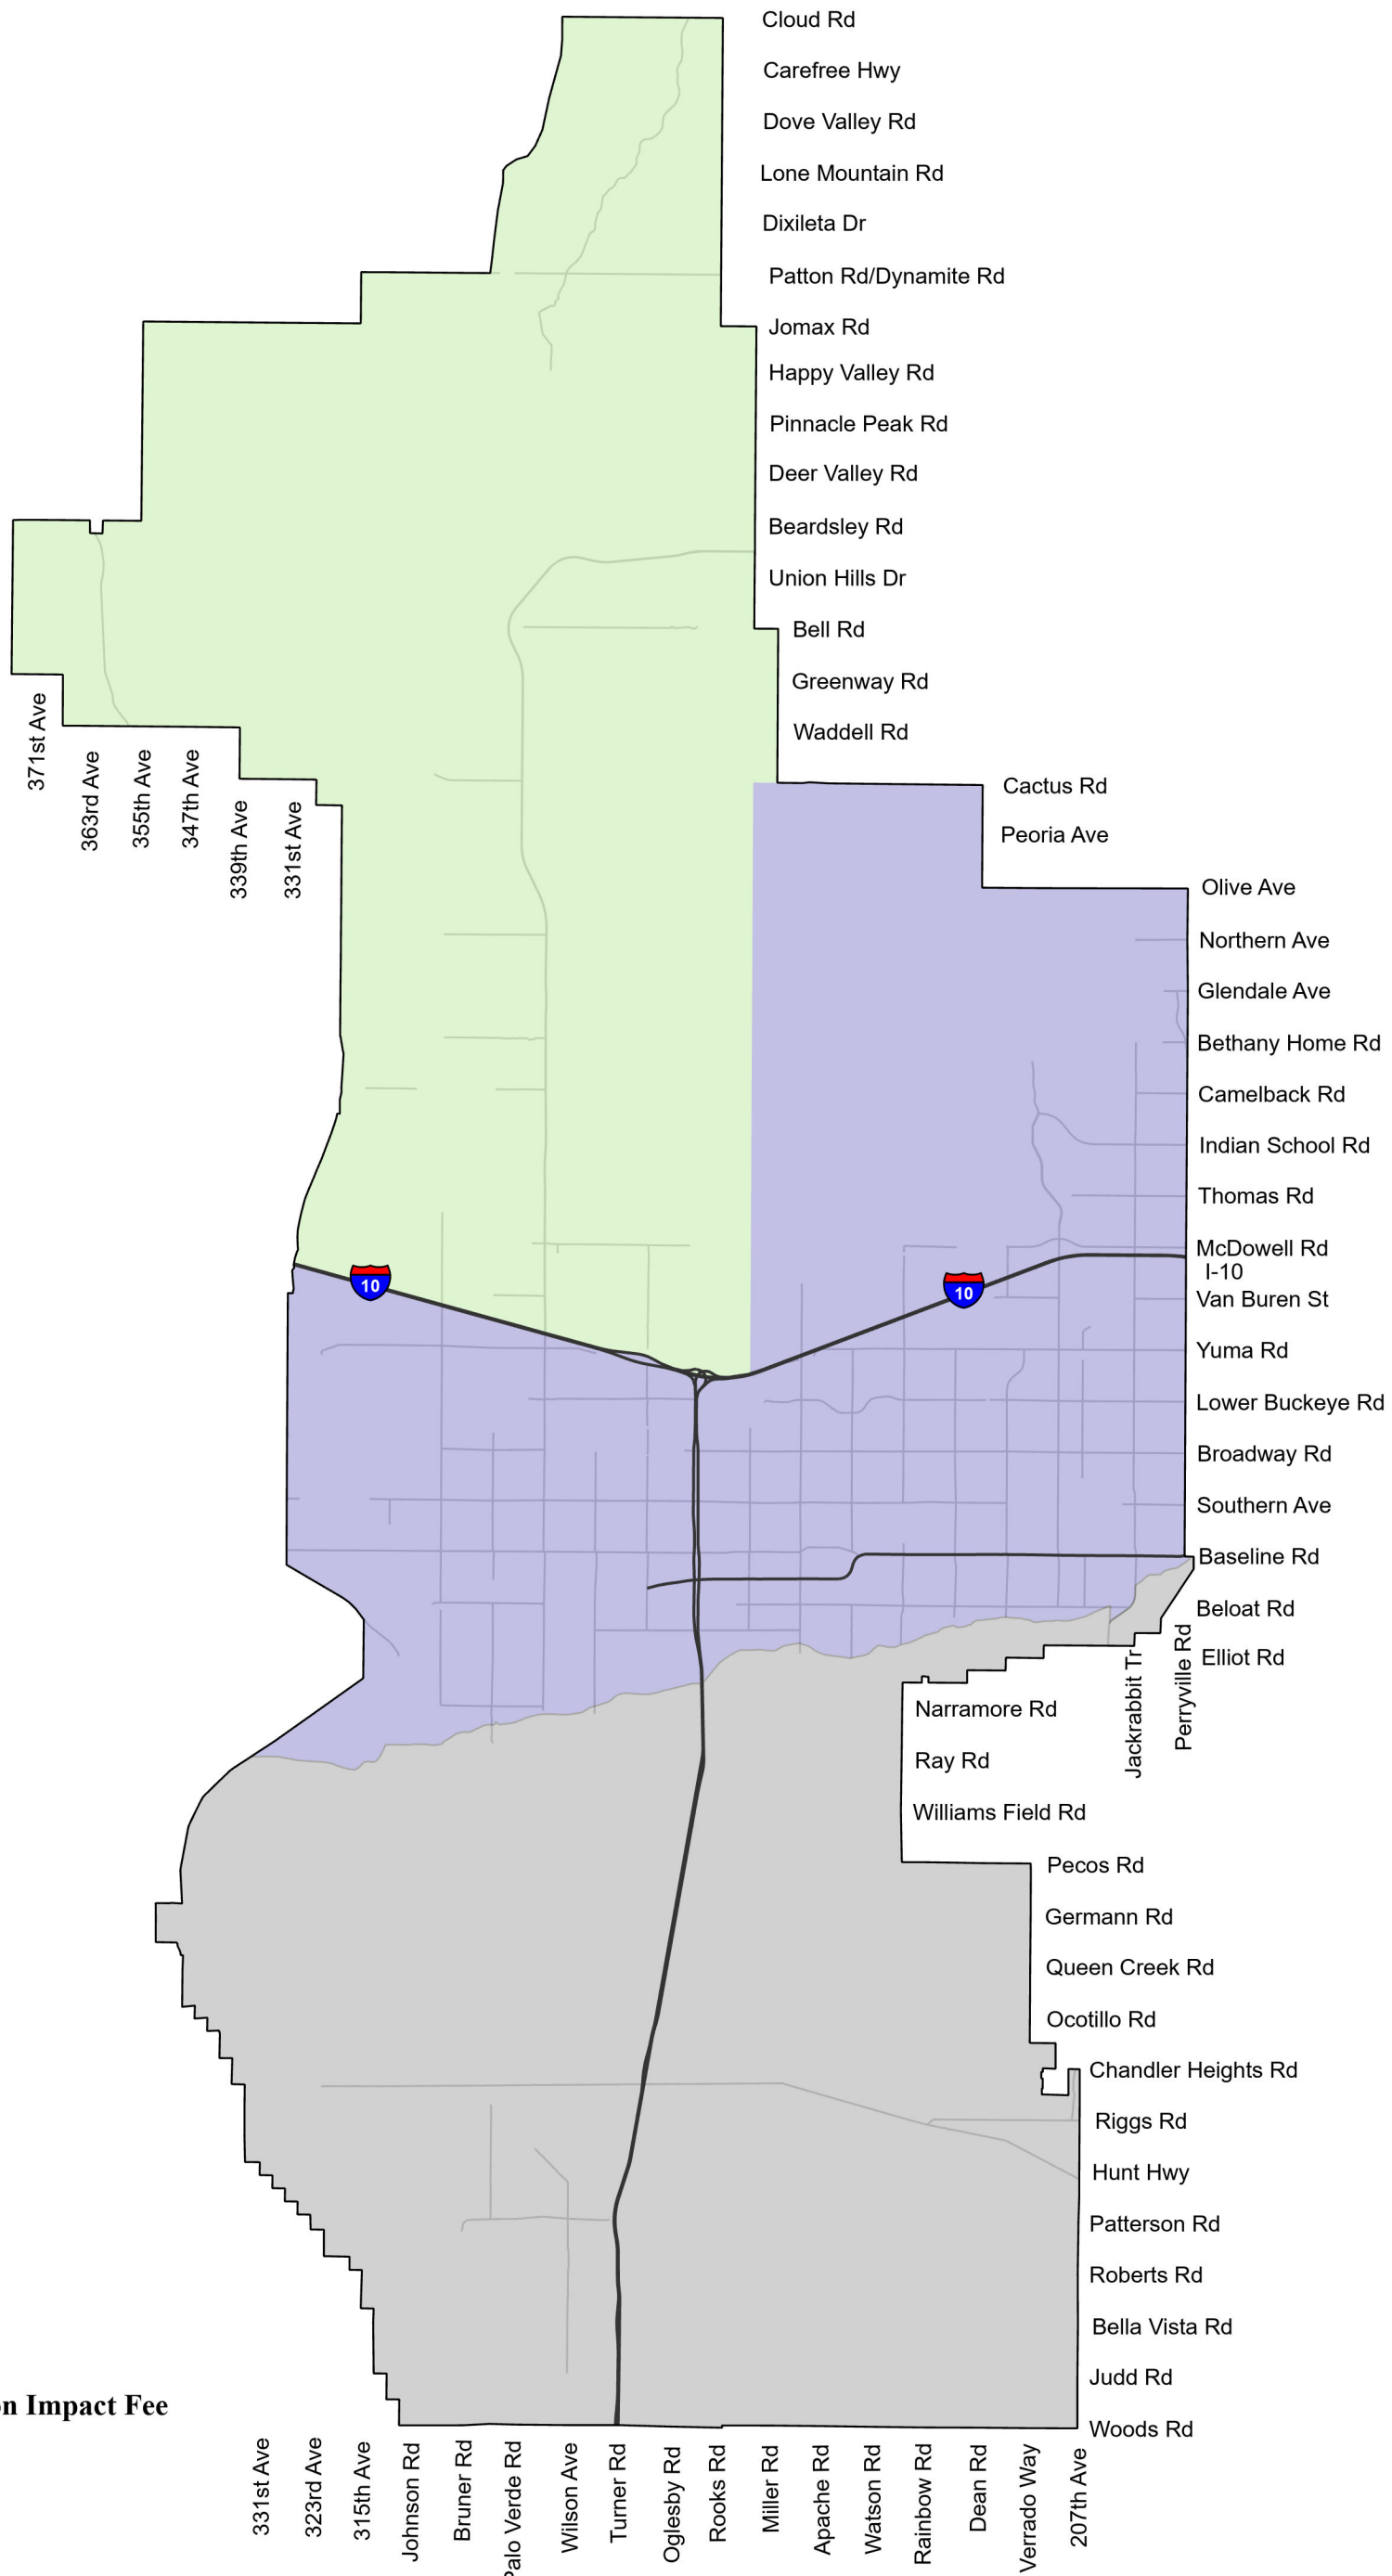 Cloud Rd
Carefree Hwy
Dove Valley Rd
Lone Mountain Rd
Dixileta Dr
Patton Rd/Dynamite Rd
Jomax Rd
Happy Valley Rd
Pinnacle Peak Rd
Deer Valley Rd
Beardsley Rd
Union Hills Dr
Bell Rd
Greenway Rd
Waddell Rd
371st Ave
363rd Ave
355th Ave
347th Ave
339th Ave
331st Ave
Cactus Rd
Peoria Ave
Olive Ave
Northern Ave
Glendale Ave
Bethany Home Rd
Camelback Rd
Indian School Rd
Thomas Rd
McDowell Rd
I-10
10
10
Van Buren St
Yuma Rd
Lower Buckeye Rd
Broadway Rd
Southern Ave
Baseline Rd
Beloat Rd
Elliot Rd
Jackrabbit Tr
Perryville Rd
Narramore Rd
Ray Rd
Williams Field Rd
Pecos Rd
Germann Rd
Queen Creek Rd
Ocotillo Rd
Chandler Heights Rd
Riggs Rd
Hunt Hwy
Patterson Rd
Roberts Rd
Bella Vista Rd
Judd Rd
Woods Rd
on Impact Fee
331st Ave
323rd Ave
315th Ave
Johnson Rd
Bruner Rd
Palo Verde Rd
Wilson Ave
Turner Rd
Oglesby Rd
Rooks Rd
Miller Rd
Apache Rd
Watson Rd
Rainbow Rd
Dean Rd
Verrado Way
207th Ave